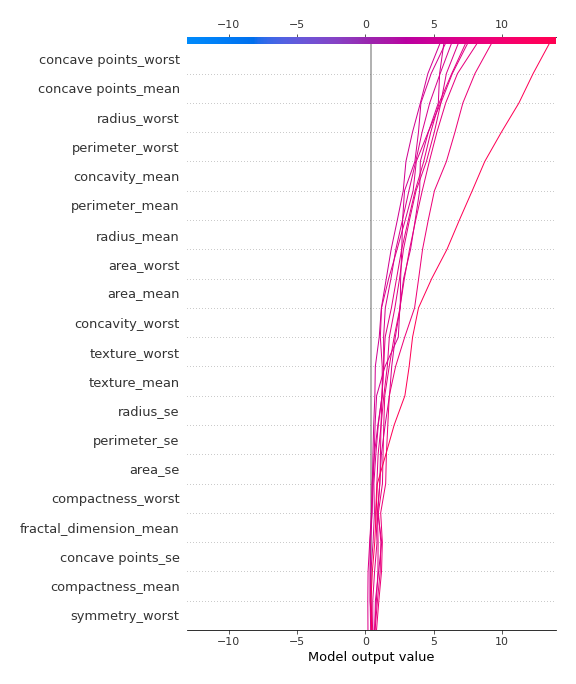 −10 −5 0 5 10
concave points_worst
concave points_mean
radius_worst
perimeter_worst
concavity_mean
perimeter_mean
radius_mean
area_worst
area_mean
concavity_worst
texture_worst
texture_mean
radius_se
perimeter_se
area_se
compactness_worst
fractal_dimension_mean
concave points_se
compactness_mean
symmetry_worst
−10 −5 0 5 10
Model output value